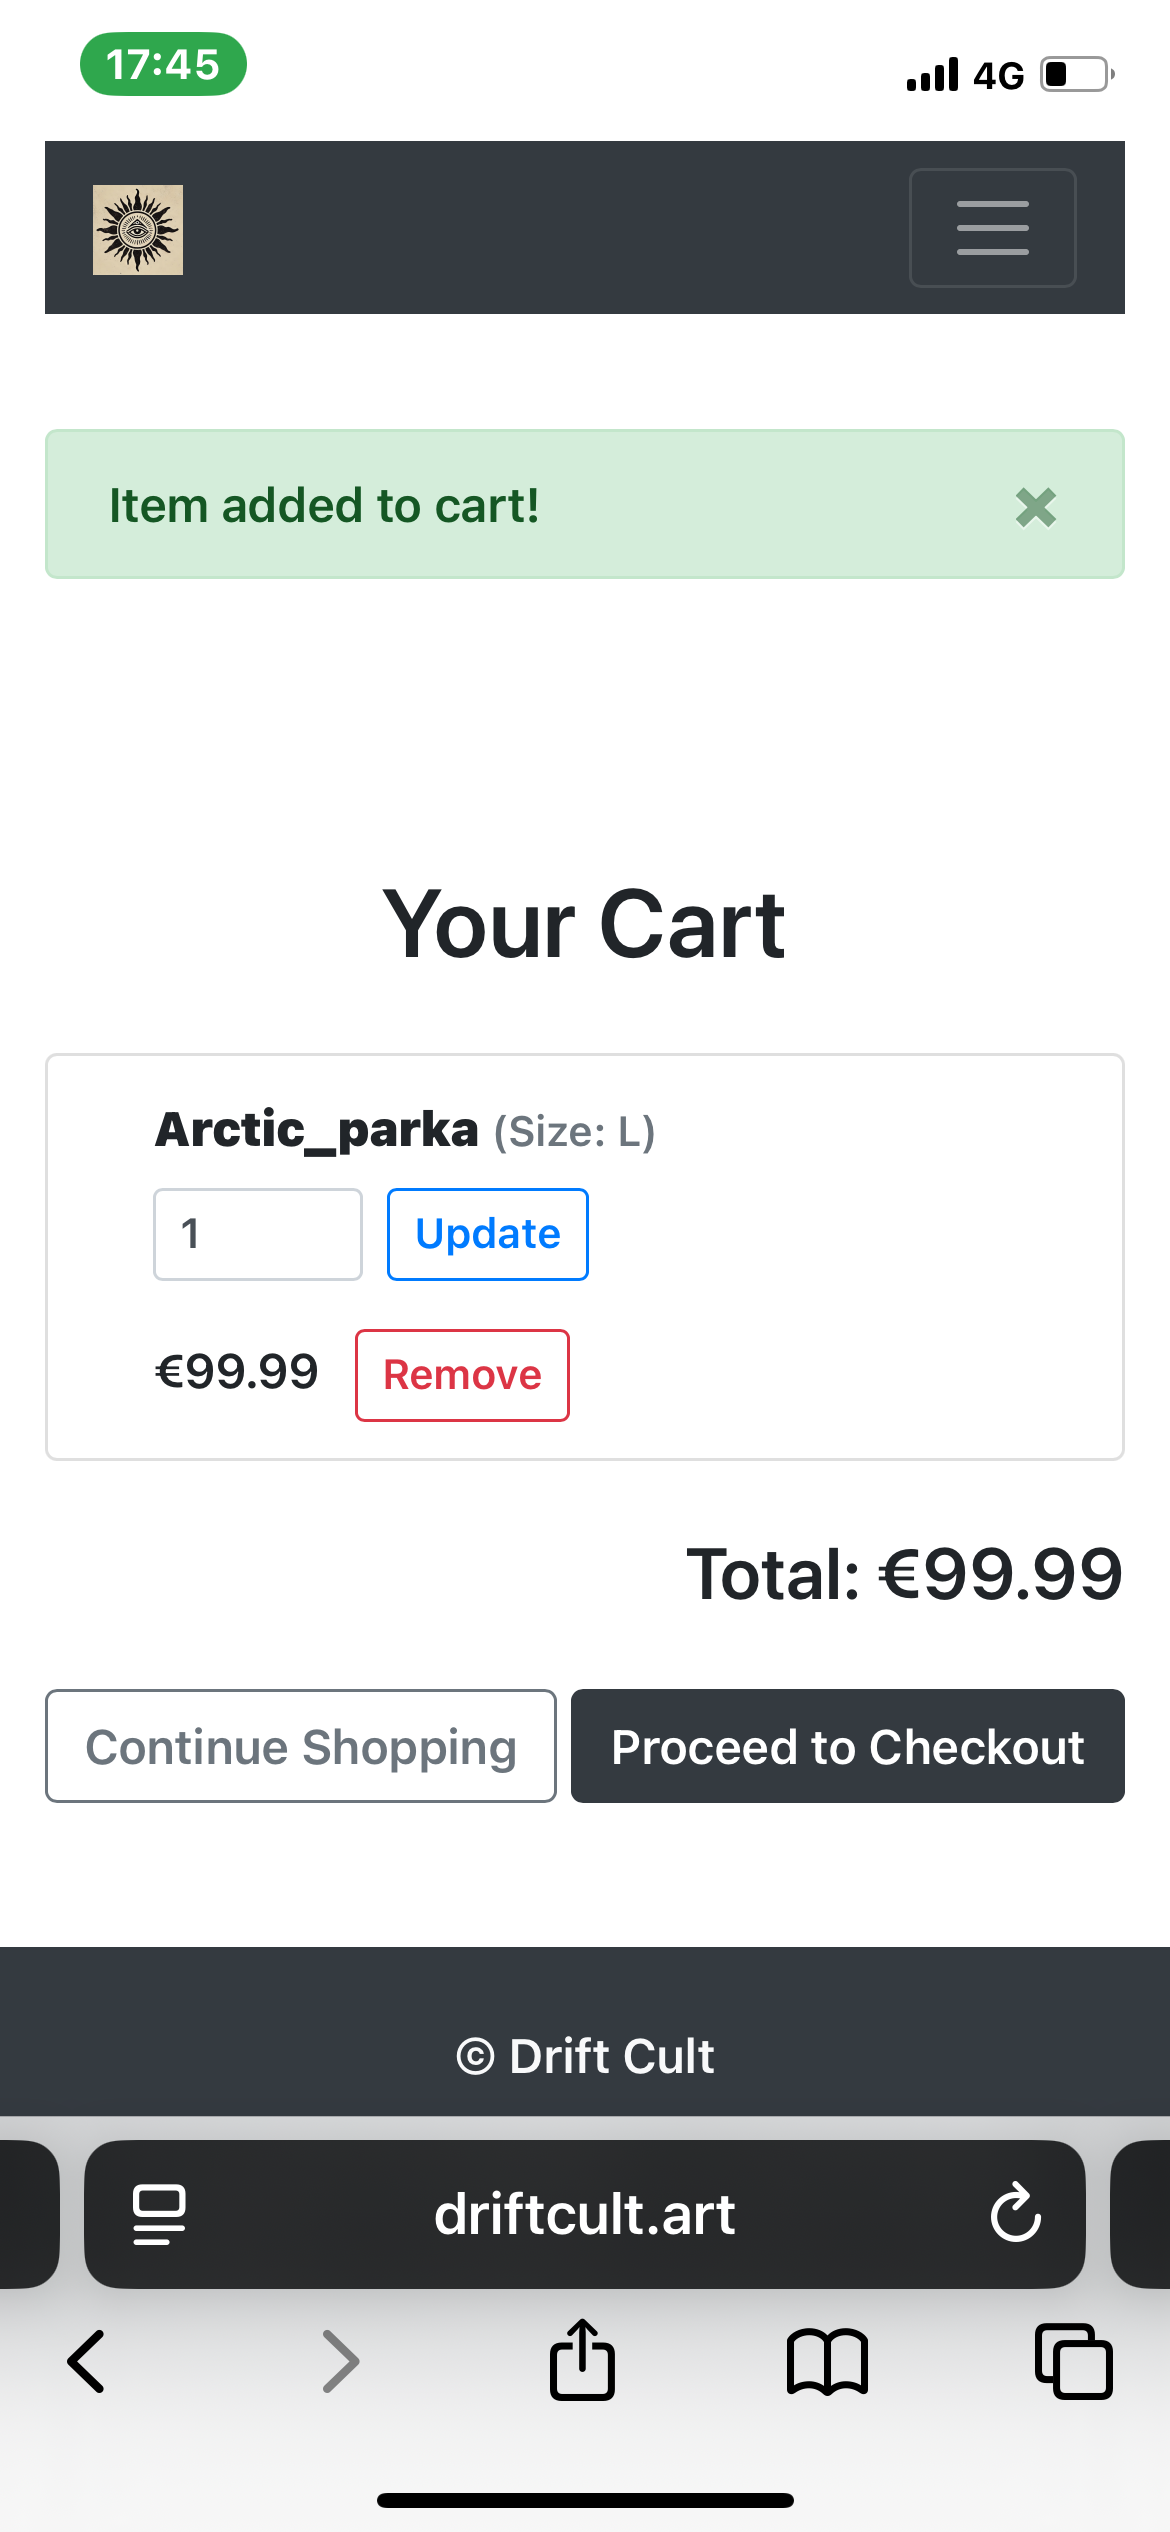 17:45 4G
Item added to cart!
Your Cart
Arctic_parka (Size: L)
1 Update
€99.99 Remove
Total: €99.99
Continue Shopping Proceed to Checkout
© Drift Cult
driftcult.art